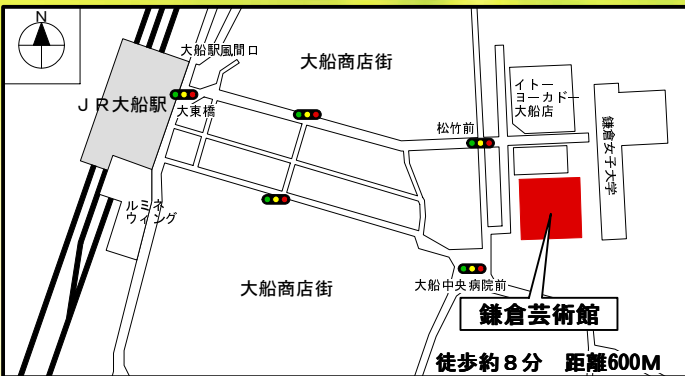 N
大船駅風間口
大船商店街
JR大船駅
大東橋
松竹前
イトー
ヨーカドー
大船店
鎌倉女子大学
ルミネ
ウィング
大船商店街
大船中央病院前
鎌倉芸術館
徒歩約8分 距離600M